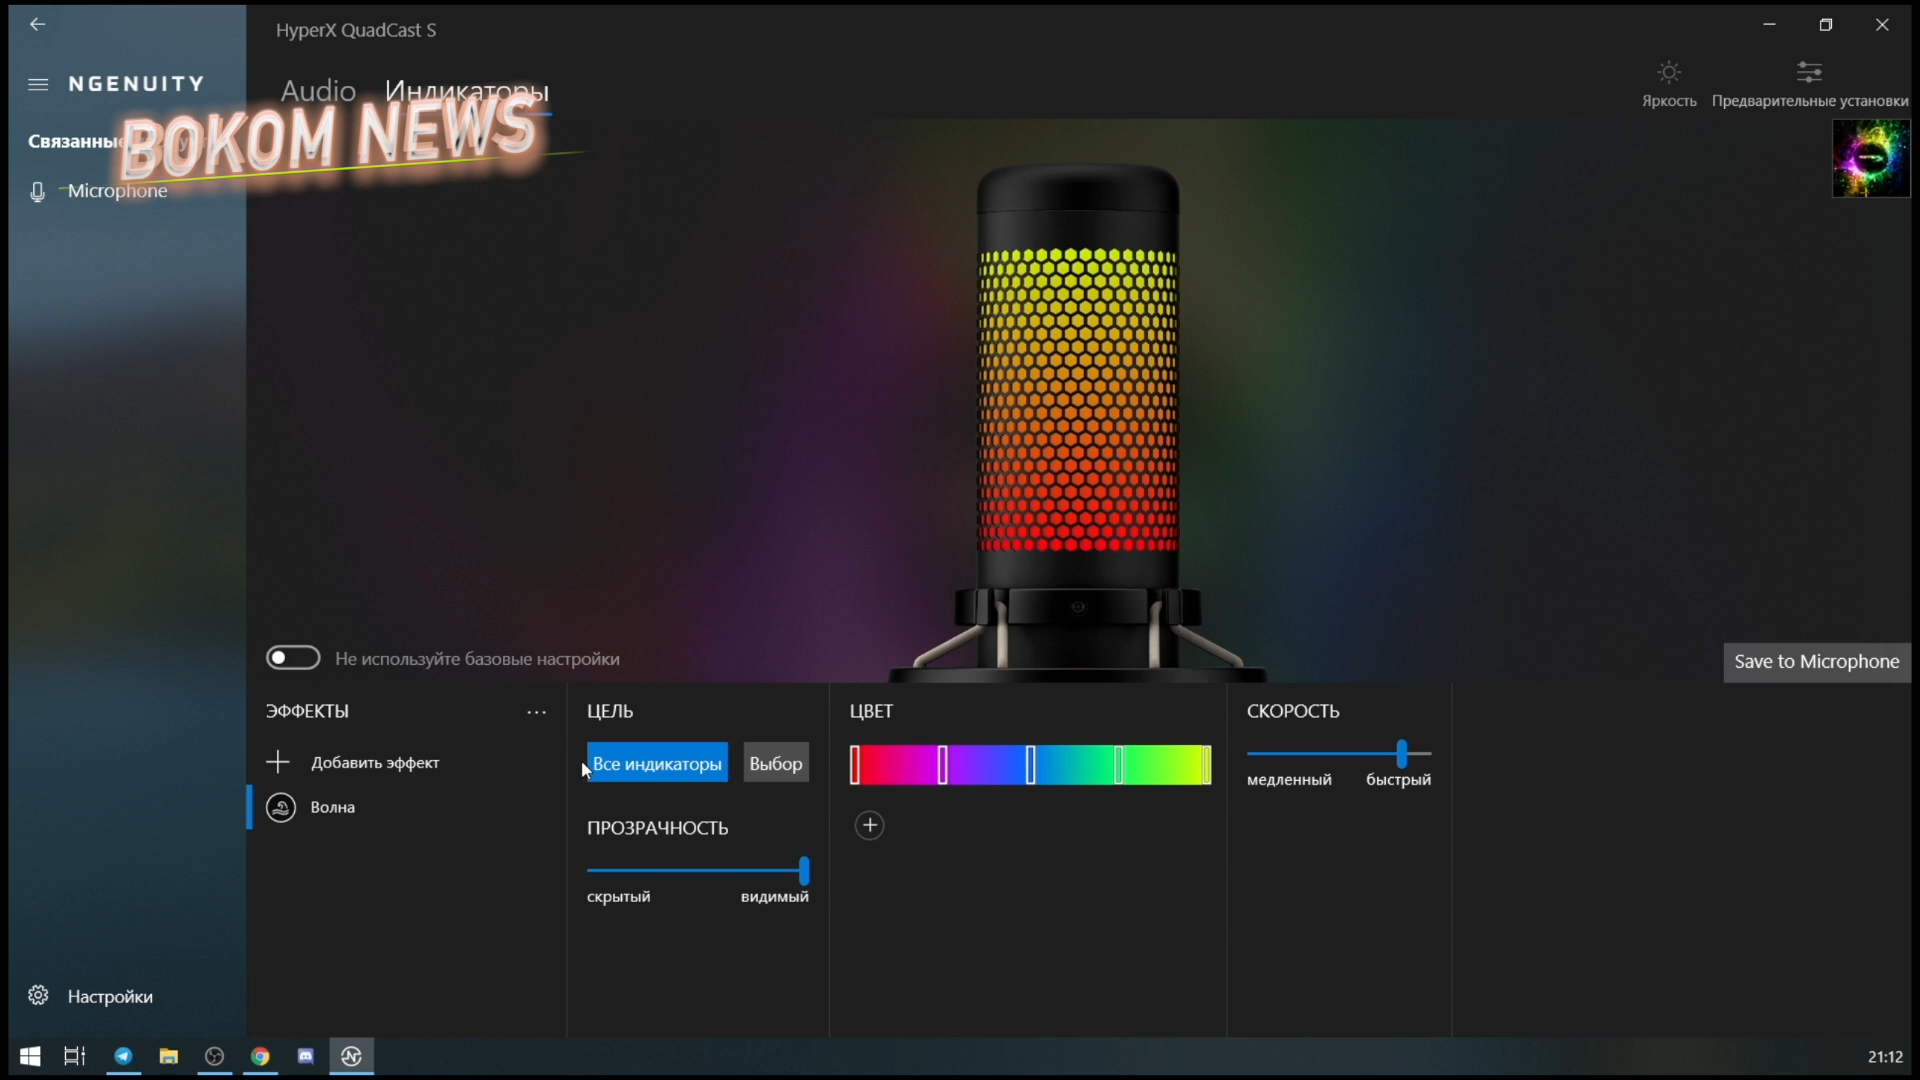 HyperX QuadCast S
NGENUITY
Audio
Индикаторы
Яркость
Предварительные установки
BOKOM NEWS
Связанные
Microphone
Не используйте базовые настройки
Save to Microphone
ЭФФЕКТЫ
...
ЦЕЛЬ
ЦВЕТ
СКОРОСТЬ
Добавить эффект
Все индикаторы
Выбор
медленный
быстрый
Волна
ПРОЗРАЧНОСТЬ
скрытый
видимый
Настройки
21:12